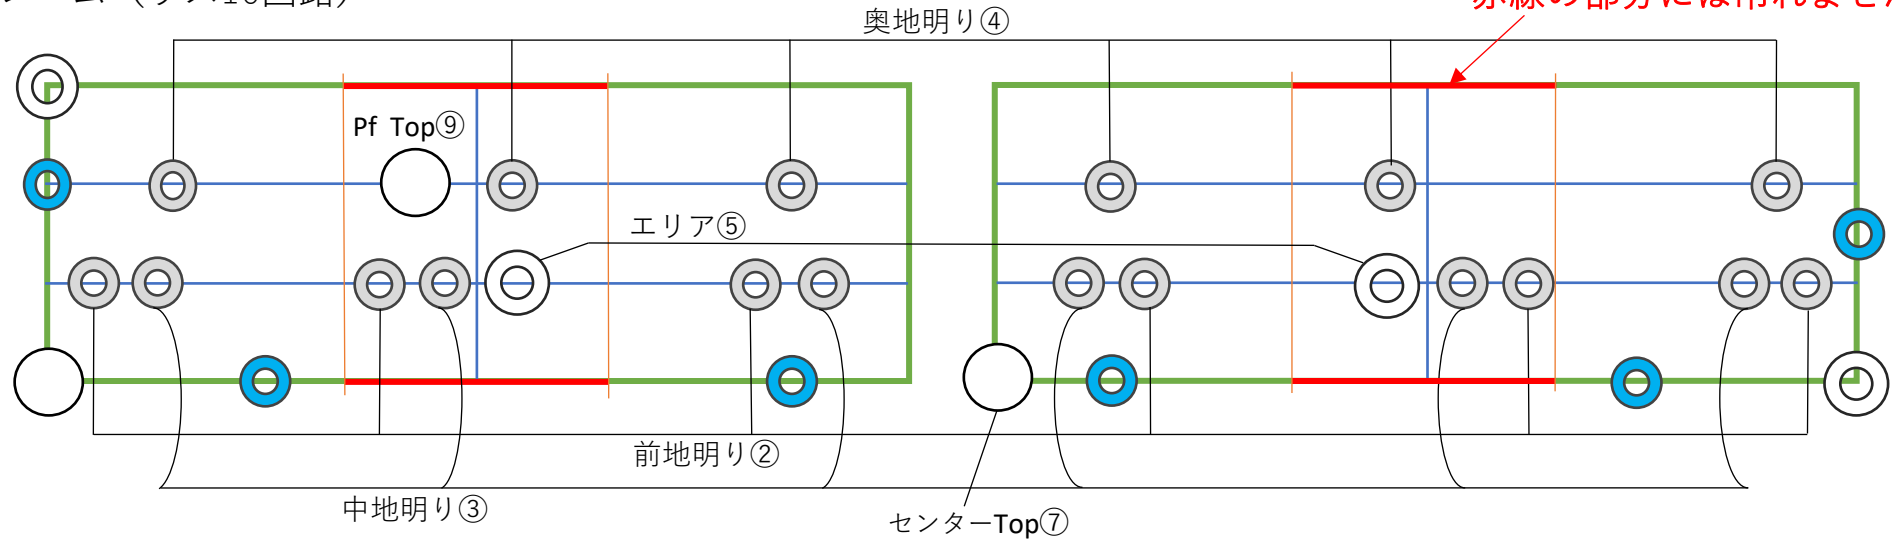 奥地明り④
Pf Top⑨
エリア⑤
前地明り②
中地明り③
センターTop⑦